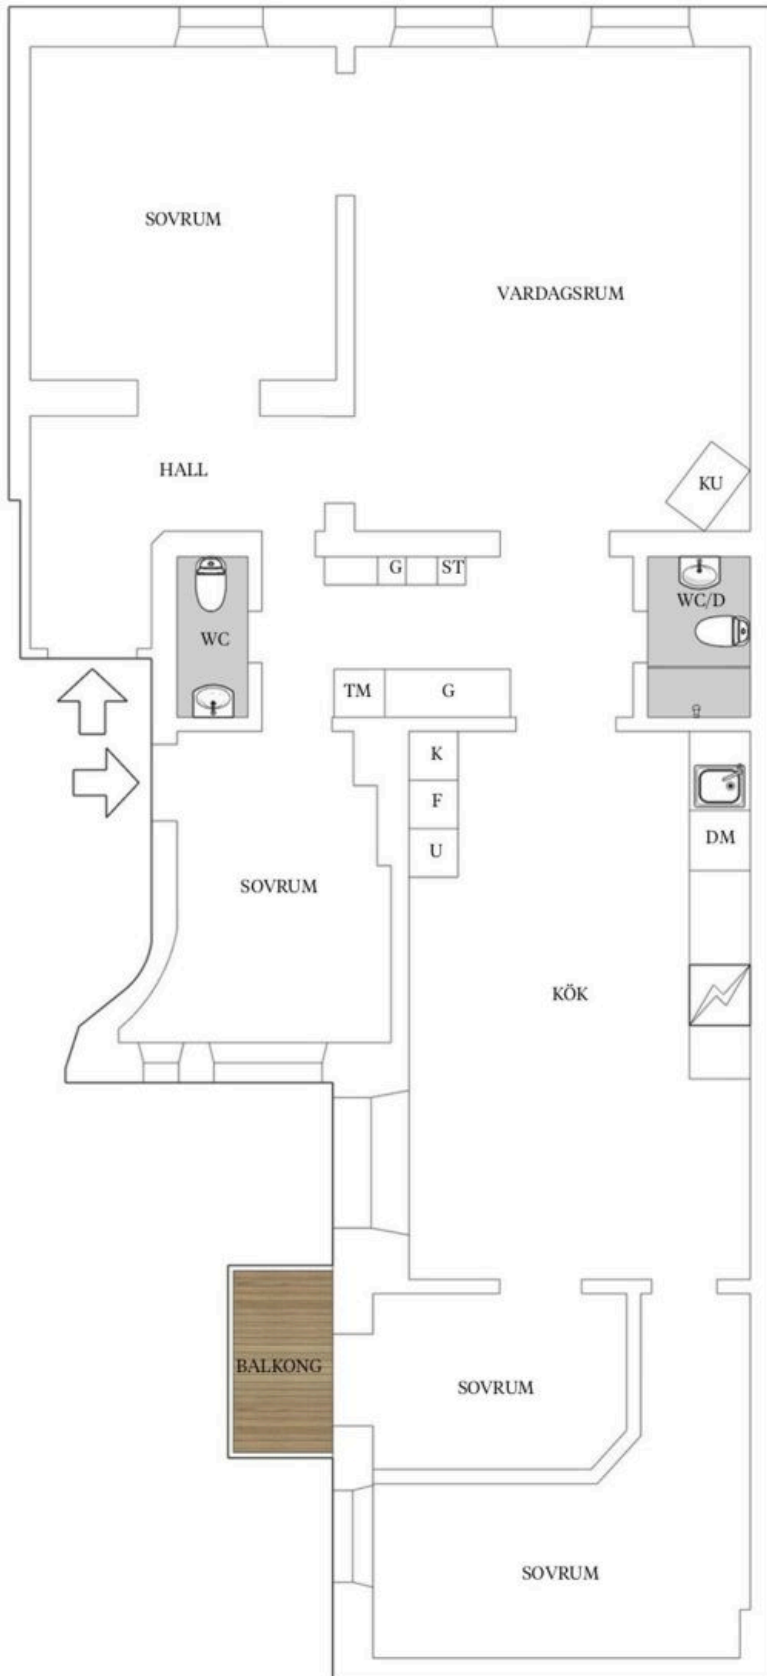 SOVRUM
VARDAGSRUM
HALL
KU
G
ST
WC/D
WC
TM
G
K
F
U
DM
SOVRUM
KÖK
BALKONG
SOVRUM
SOVRUM